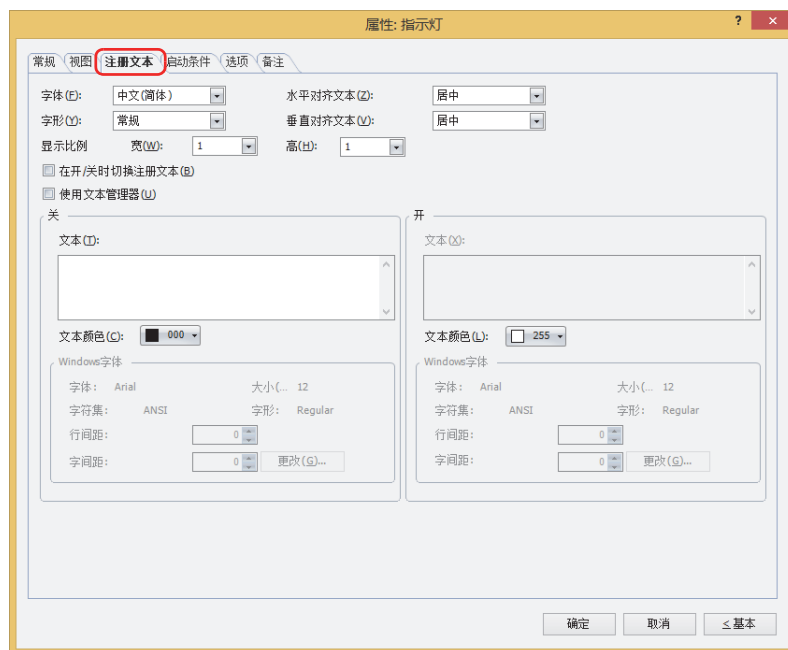 属性: 指示灯
? ×
常规 视图 注册文本 启动条件 选项 备注
字体(F): 中文(简体) 水平对齐文本(Z): 居中
字形(Y): 常规 垂直对齐文本(V): 居中
显示比例 宽(W): 1 高(H): 1
在开/关时切换注册文本(B)
使用文本管理器(U)
关
文本(T):
文本颜色(C): 000
Windows字体
字体: Arial 大小(... 12
字符集: ANSI 字形: Regular
行间距: 0
字间距: 0 更改(G)...
开
文本(X):
文本颜色(L): 255
Windows字体
字体: Arial 大小(... 12
字符集: ANSI 字形: Regular
行间距: 0
字间距: 0 更改(G)...
确定 取消 ≤基本